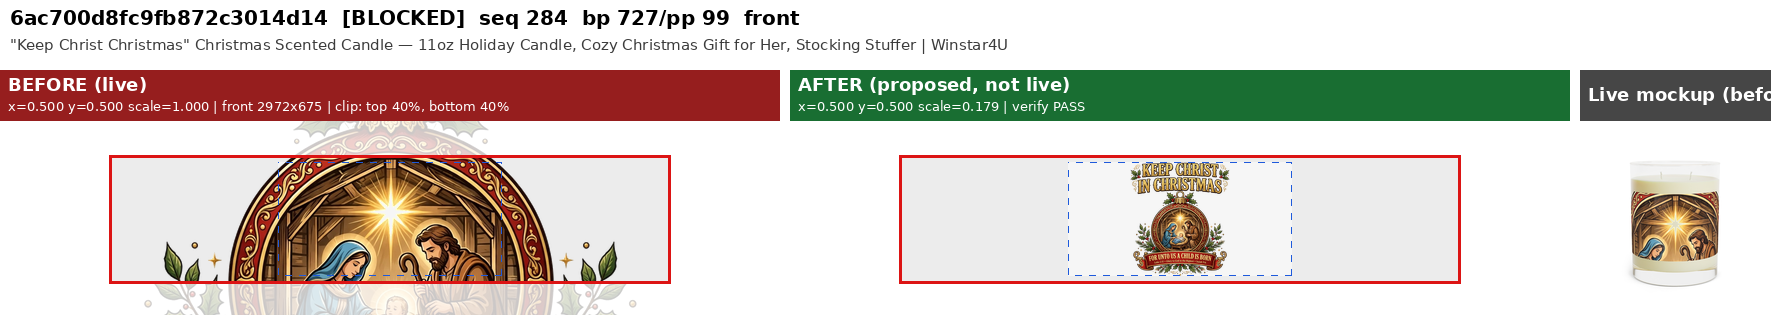 6ac700d8fc9fb872c3014d14 [BLOCKED] seq 284 bp 727/pp 99 front
"Keep Christ Christmas" Christmas Scented Candle — 11oz Holiday Candle, Cozy Christmas Gift for Her, Stocking Stuffer | Winstar4U
BEFORE (live)
x=0.500 y=0.500 scale=1.000 | front 2972x675 | clip: top 40%, bottom 40%
AFTER (proposed, not live)
x=0.500 y=0.500 scale=0.179 | verify PASS
Live mockup (befo
KEEP CHRIST
IN CHRISTMAS
FOR UNTO US A CHILD IS BORN